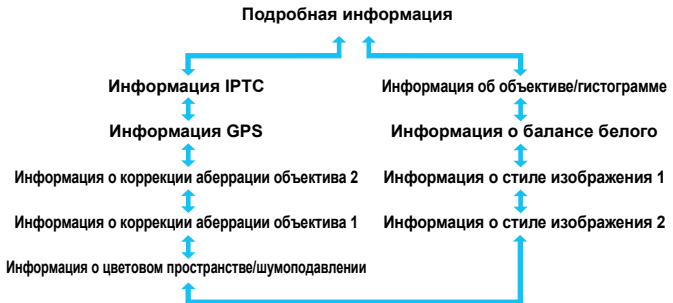 Подробная информация
Информация IPTC
Информация об объективе/гистограмме
Информация GPS
Информация о балансе белого
Информация о коррекции аберрации объектива 2
Информация о стиле изображения 1
Информация о коррекции аберрации объектива 1
Информация о стиле изображения 2
Информация о цветовом пространстве/шумоподавлении